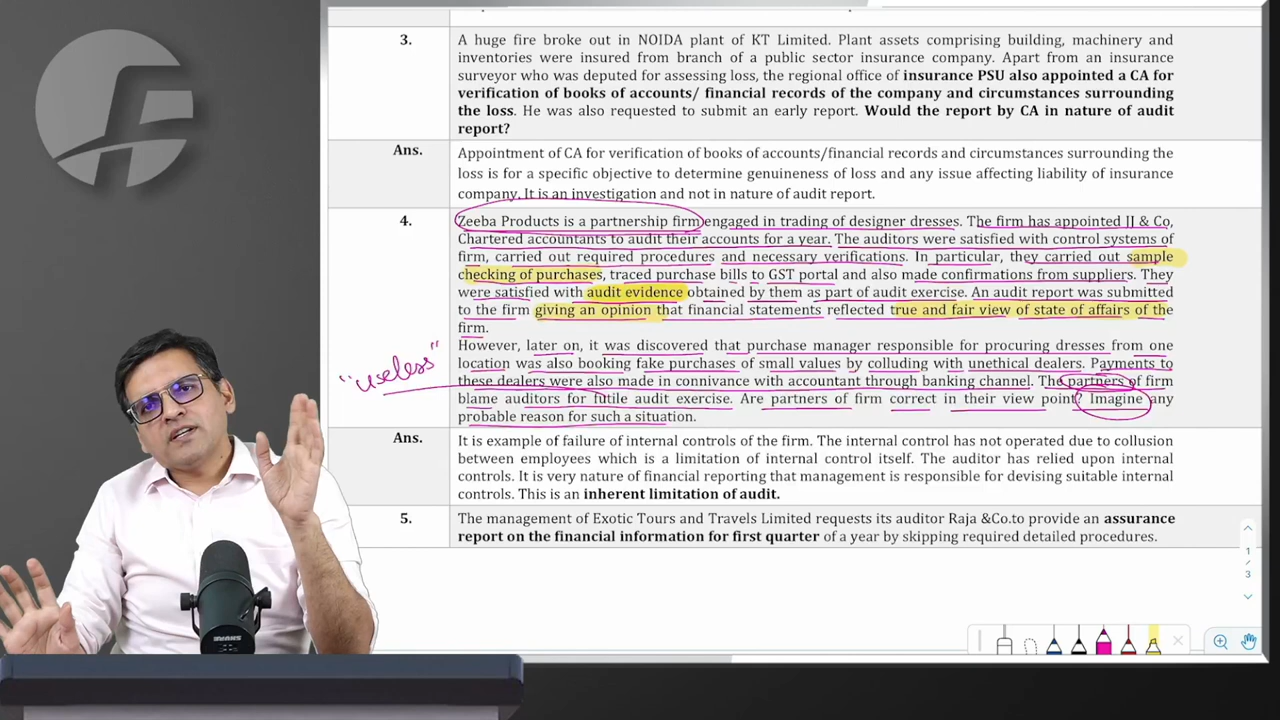 3.
A huge fire broke out in NOIDA plant of KT Limited. Plant assets comprising building, machinery and
inventories were insured from branch of a public sector insurance company. Apart from an insurance
surveyor who was deputed for assessing loss, the regional office of insurance PSU also appointed a CA for
verification of books of accounts/ financial records of the company and circumstances surrounding
the loss. He was also requested to submit an early report. Would the report by CA in nature of audit
report?
Ans.
Appointment of CA for verification of books of accounts/financial records and circumstances surrounding the
loss is for a specific objective to determine genuineness of loss and any issue affecting liability of insurance
company. It is an investigation and not in nature of audit report.
4.
Zeeba Products is a partnership firm engaged in trading of designer dresses. The firm has appointed JJ & Co,
Chartered accountants to audit their accounts for a year. The auditors were satisfied with control systems of
firm, carried out required procedures and necessary verifications. In particular, they carried out sample
checking of purchases, traced purchase bills to GST portal and also made confirmations from suppliers. They
were satisfied with audit evidence obtained by them as part of audit exercise. An audit report was submitted
to the firm giving an opinion that financial statements reflected true and fair view of state of affairs of the
firm.
However, later on, it was discovered that purchase manager responsible for procuring dresses from one
location was also booking fake purchases of small values by colluding with unethical dealers. Payments to
these dealers were also made in connivance with accountant through banking channel. The partners of firm
blame auditors for futile audit exercise. Are partners of firm correct in their view point? Imagine any
probable reason for such a situation.
"useless"
Ans.
It is example of failure of internal controls of the firm. The internal control has not operated due to collusion
between employees which is a limitation of internal control itself. The auditor has relied upon internal
controls. It is very nature of financial reporting that management is responsible for devising suitable internal
controls. This is an inherent limitation of audit.
5.
The management of Exotic Tours and Travels Limited requests its auditor Raja &Co.to provide an assurance
report on the financial information for first quarter of a year by skipping required detailed procedures.
1
/
3
SHURE